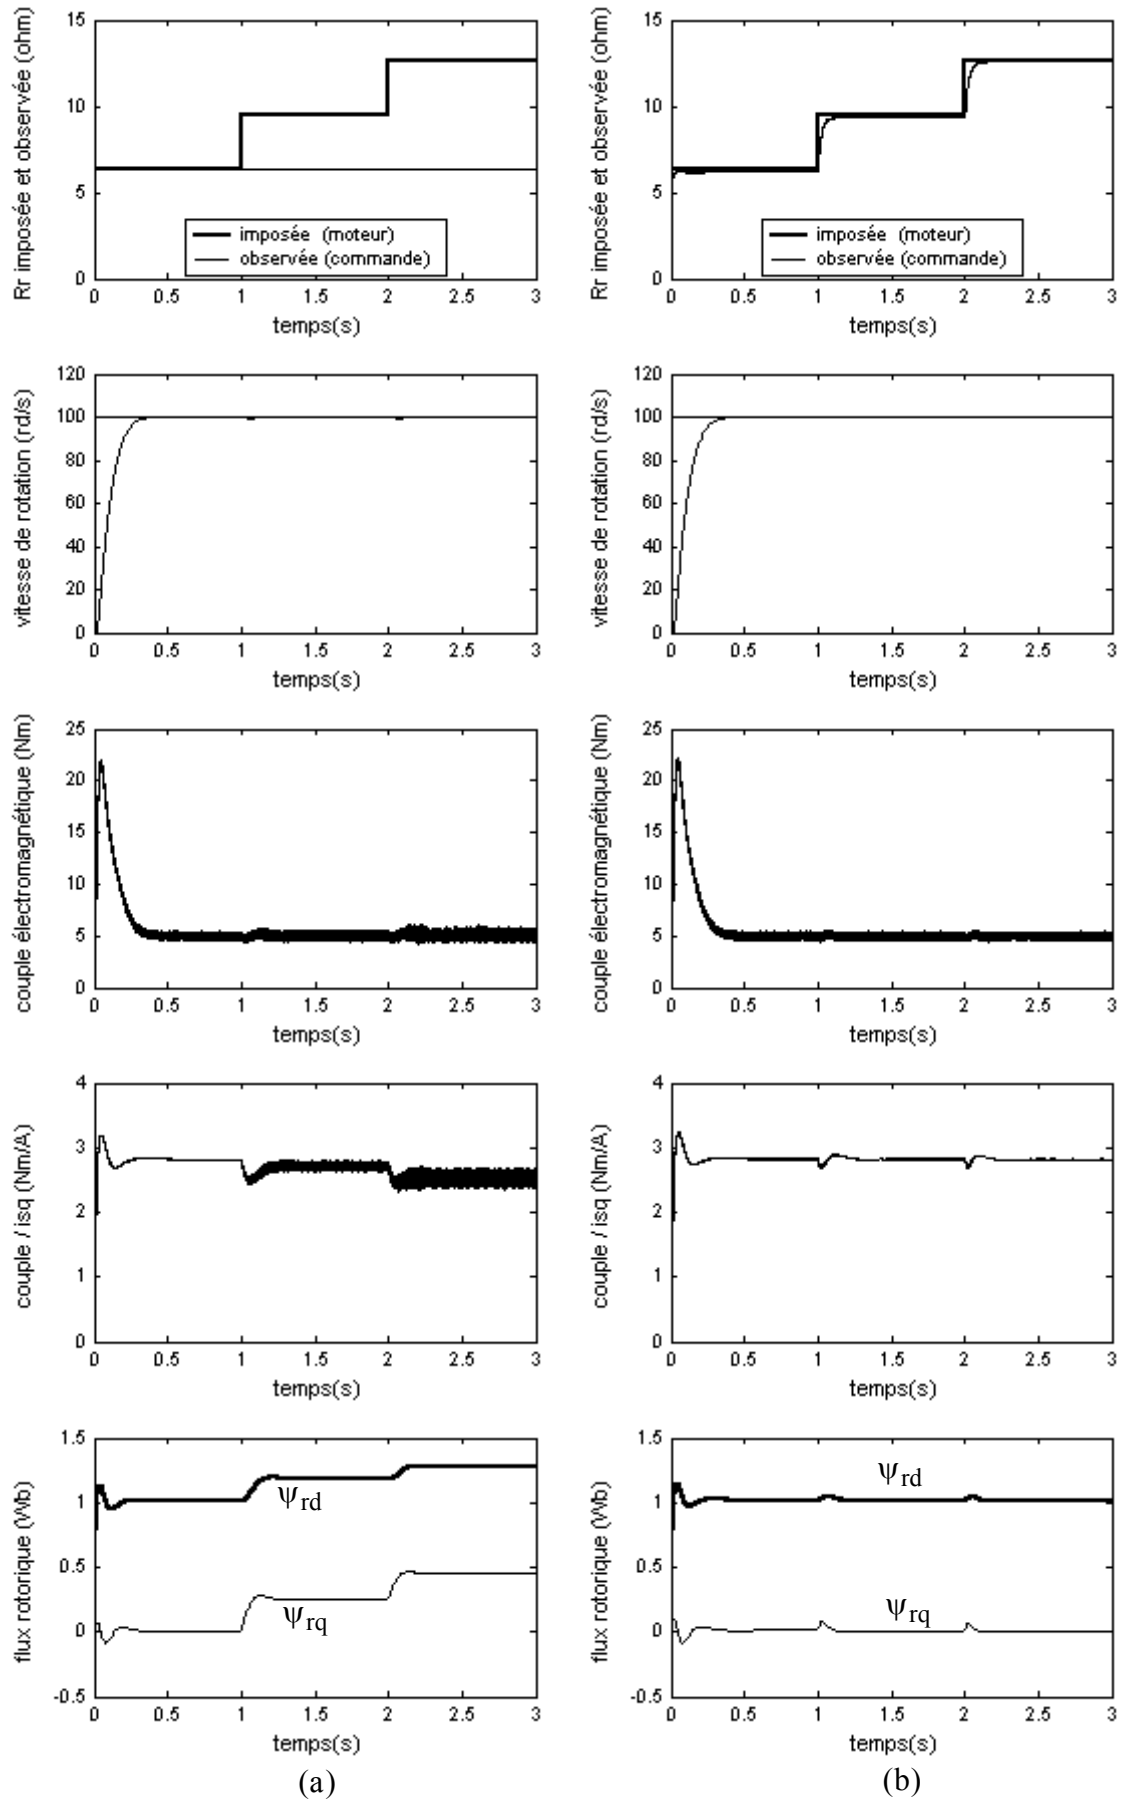 Rr imposée et observée (ohm)
15
10
5
0
imposée (moteur)
observée (commande)
0 0.5 1 1.5 2 2.5 3
temps(s)
Rr imposée et observée (ohm)
15
10
5
0
imposée (moteur)
observée (commande)
0 0.5 1 1.5 2 2.5 3
temps(s)
vitesse de rotation (rd/s)
120
100
80
60
40
20
0
0 0.5 1 1.5 2 2.5 3
temps(s)
vitesse de rotation (rd/s)
120
100
80
60
40
20
0
0 0.5 1 1.5 2 2.5 3
temps(s)
couple électromagnétique (Nm)
25
20
15
10
5
0
0 0.5 1 1.5 2 2.5 3
temps(s)
couple électromagnétique (Nm)
25
20
15
10
5
0
0 0.5 1 1.5 2 2.5 3
temps(s)
couple / isq (Nm/A)
4
3
2
1
0
0 0.5 1 1.5 2 2.5 3
temps(s)
couple / isq (Nm/A)
4
3
2
1
0
0 0.5 1 1.5 2 2.5 3
temps(s)
flux rotorique (Wb)
1.5
1
0.5
0
-0.5
ψrd
ψrq
0 0.5 1 1.5 2 2.5 3
temps(s)
(a)
flux rotorique (Wb)
1.5
1
0.5
0
-0.5
ψrd
ψrq
0 0.5 1 1.5 2 2.5 3
temps(s)
(b)